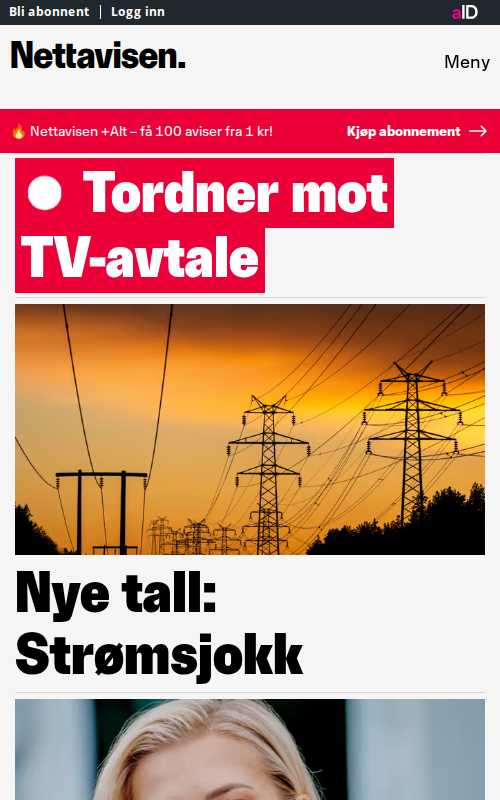 Bli abonnent | Logg inn
aID
Nettavisen.
Meny
🔥 Nettavisen +Alt – få 100 aviser fra 1 kr!
Kjøp abonnement →
Tordner mot
TV-avtale
Nye tall:
Strømsjokk